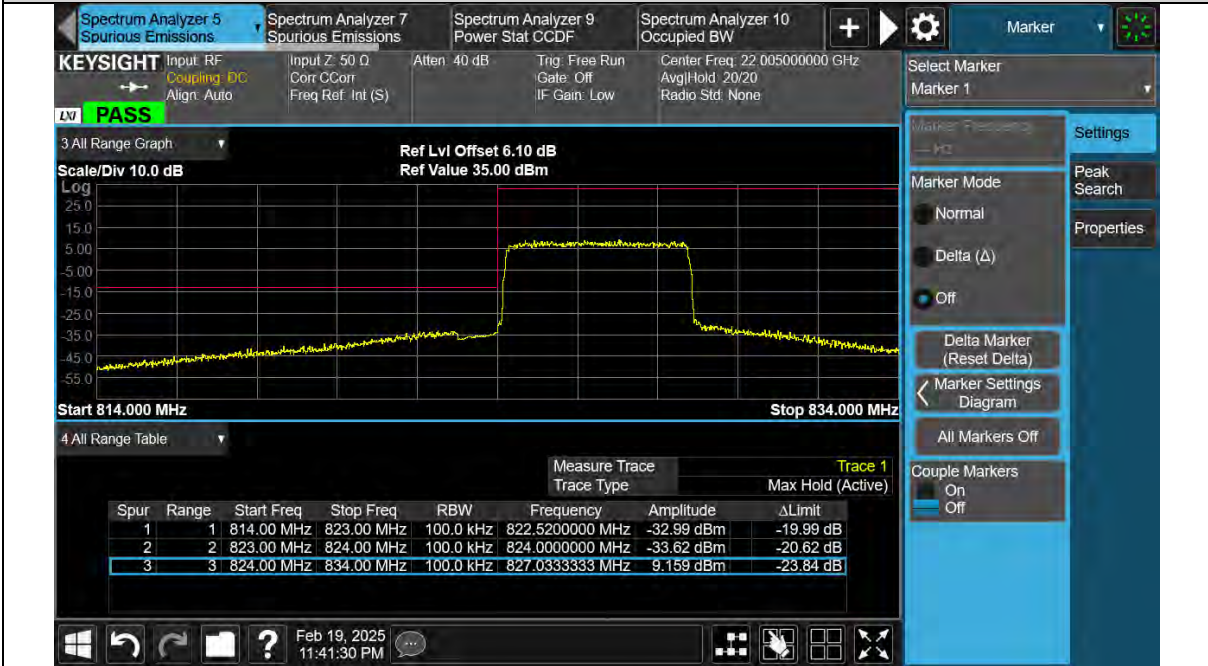 Spectrum Analyzer 5
Spurious Emissions
Spectrum Analyzer 7
Spurious Emissions
Spectrum Analyzer 9
Power Stat CCDF
Spectrum Analyzer 10
Occupied BW
+
Marker
KEYSIGHT
Input: RF
Coupling: DC
Align: Auto
Input Z: 50 Ω
Corr CCorr
Freq Ref: Int (S)
Atten: 40 dB
Trig: Free Run
Gate: Off
IF Gain: Low
Center Freq: 22.005000000 GHz
Avg|Hold: 20/20
Radio Std: None
LXI PASS
Select Marker
Marker 1
Marker Frequency
--- Hz
Settings
Peak Search
Properties
Marker Mode
Normal
Delta (Δ)
Off
Delta Marker
(Reset Delta)
Marker Settings
Diagram
All Markers Off
Couple Markers
On
Off
3 All Range Graph
Scale/Div 10.0 dB
Ref Lvl Offset 6.10 dB
Ref Value 35.00 dBm
Log
25.0
15.0
5.00
-5.00
-15.0
-25.0
-35.0
-45.0
-55.0
Start 814.000 MHz
Stop 834.000 MHz
4 All Range Table
Measure Trace Trace 1
Trace Type Max Hold (Active)
Spur Range Start Freq Stop Freq RBW Frequency Amplitude ΔLimit
1 1 814.00 MHz 823.00 MHz 100.0 kHz 822.5200000 MHz -32.99 dBm -19.99 dB
2 2 823.00 MHz 824.00 MHz 100.0 kHz 824.0000000 MHz -33.62 dBm -20.62 dB
3 3 824.00 MHz 834.00 MHz 100.0 kHz 827.0333333 MHz 9.159 dBm -23.84 dB
?
Feb 19, 2025
11:41:30 PM